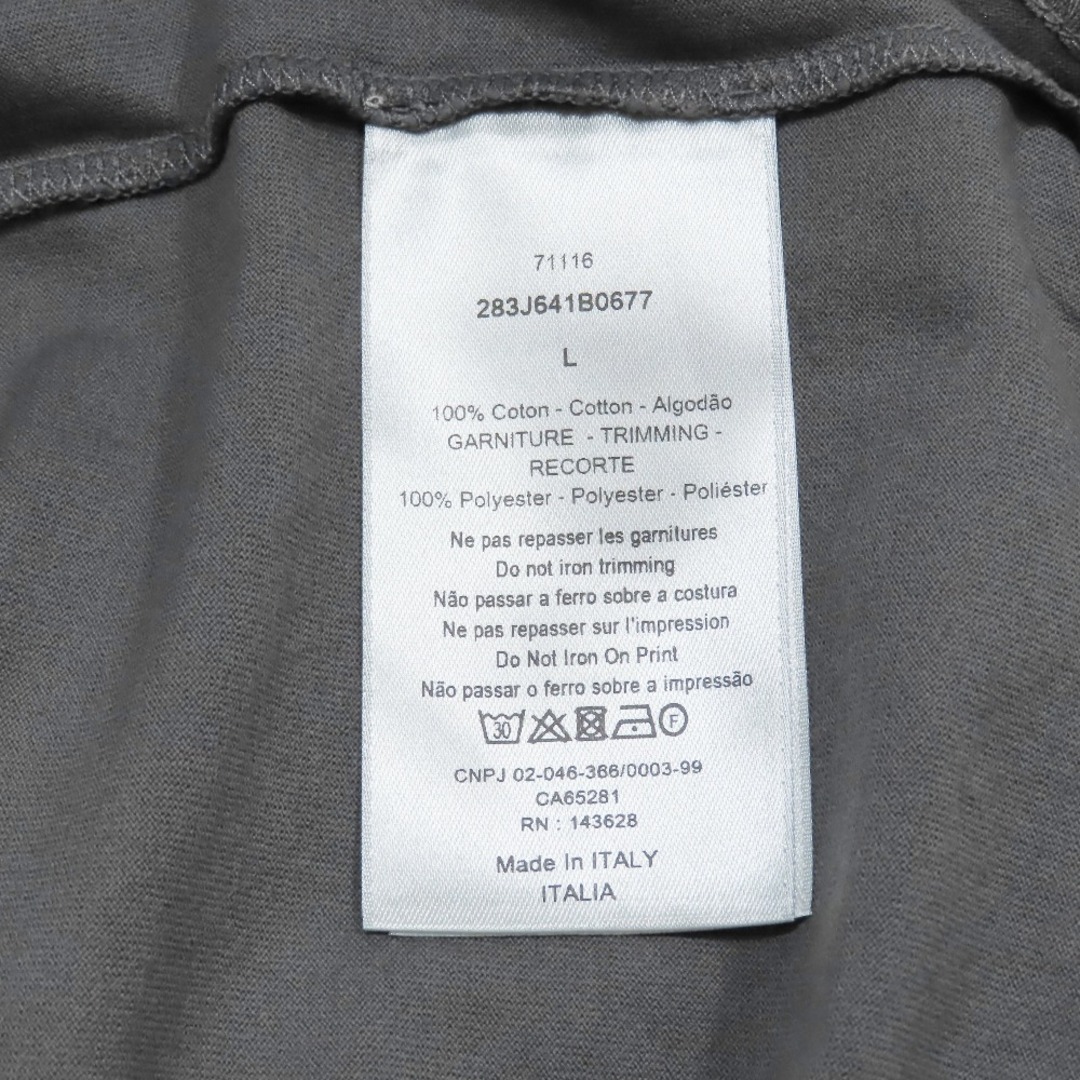 71116
283J641B0677
L
100% Coton - Cotton - Algodão
GARNITURE - TRIMMING -
RECORTE
100% Polyester - Polyester - Poliéster
Ne pas repasser les garnitures
Do not iron trimming
Não passar a ferro sobre a costura
Ne pas repasser sur l'impression
Do Not Iron On Print
Não passar o ferro sobre a impressão
30 F
CNPJ 02-046-366/0003-99
CA65281
RN : 143628
Made In ITALY
ITALIA